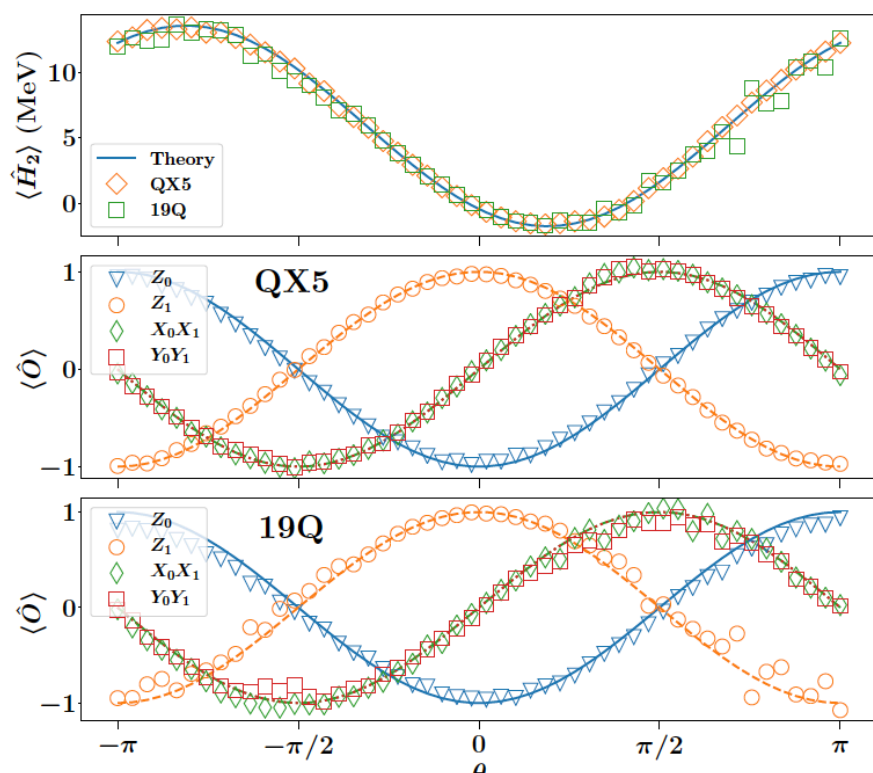 ⟨Ĥ₂⟩ (MeV)
10
5
0
Theory
QX5
19Q
⟨Ô⟩
1
0
−1
Z₀
Z₁
X₀X₁
Y₀Y₁
QX5
⟨Ô⟩
1
0
−1
Z₀
Z₁
X₀X₁
Y₀Y₁
19Q
−π −π/2 0 π/2 π
θ